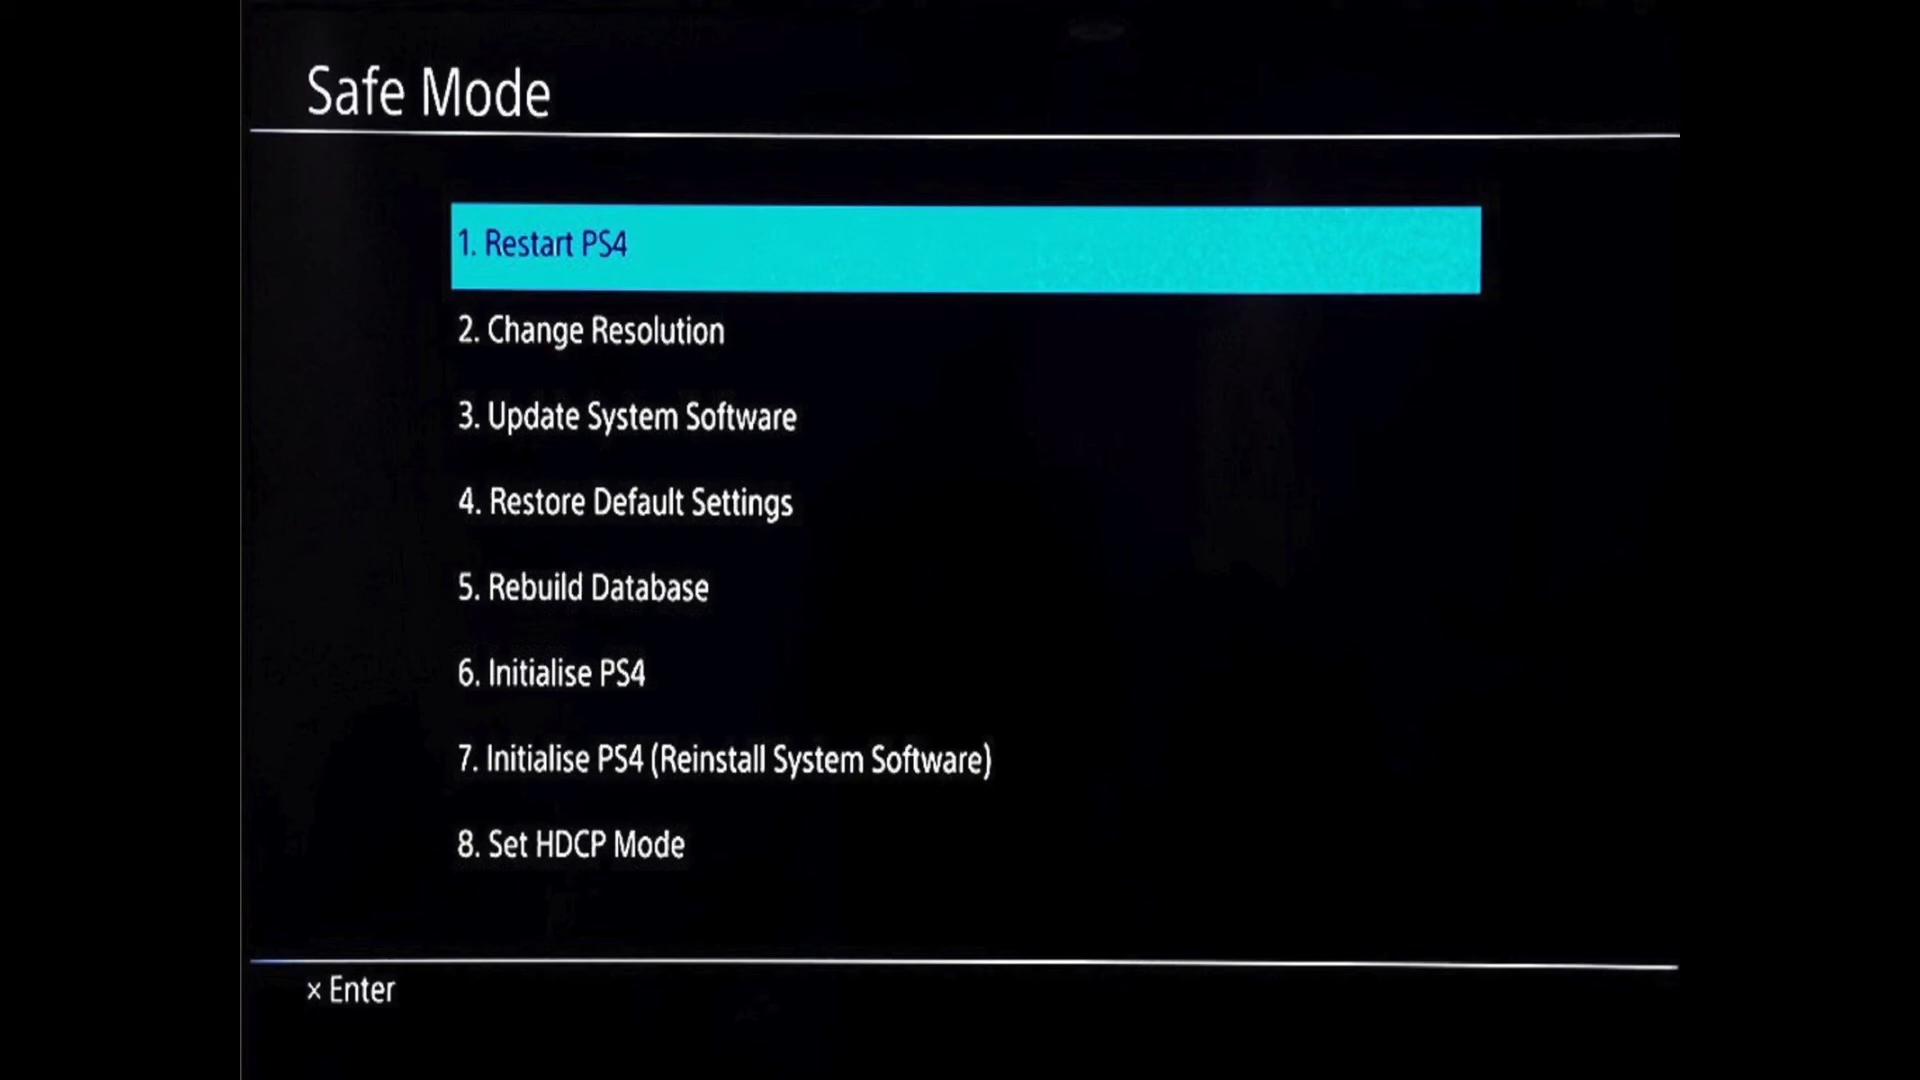 Safe Mode
1. Restart PS4
2. Change Resolution
3. Update System Software
4. Restore Default Settings
5. Rebuild Database
6. Initialise PS4
7. Initialise PS4 (Reinstall System Software)
8. Set HDCP Mode
× Enter